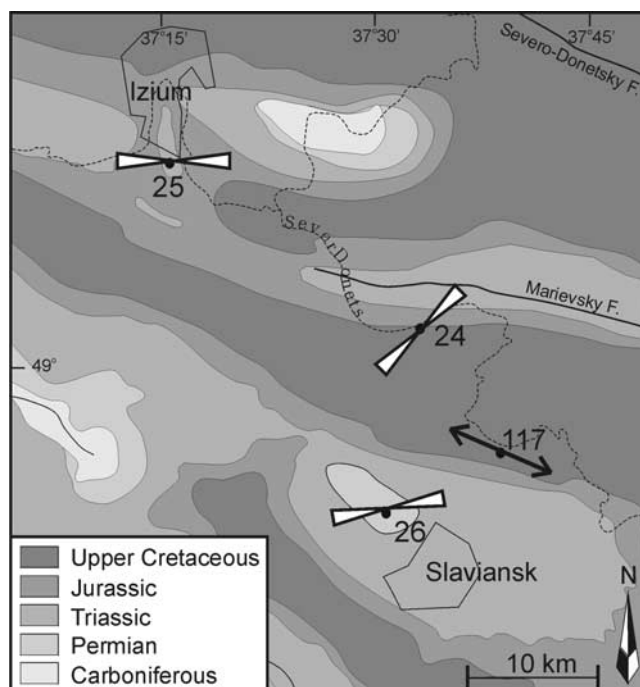 37°15'
37°30'
37°45'
Severo-Donetsky F.
Izium
25
SeverDonets
Marievsky F.
24
49°
117
26
Slaviansk
N
Upper Cretaceous
Jurassic
Triassic
Permian
Carboniferous
10 km